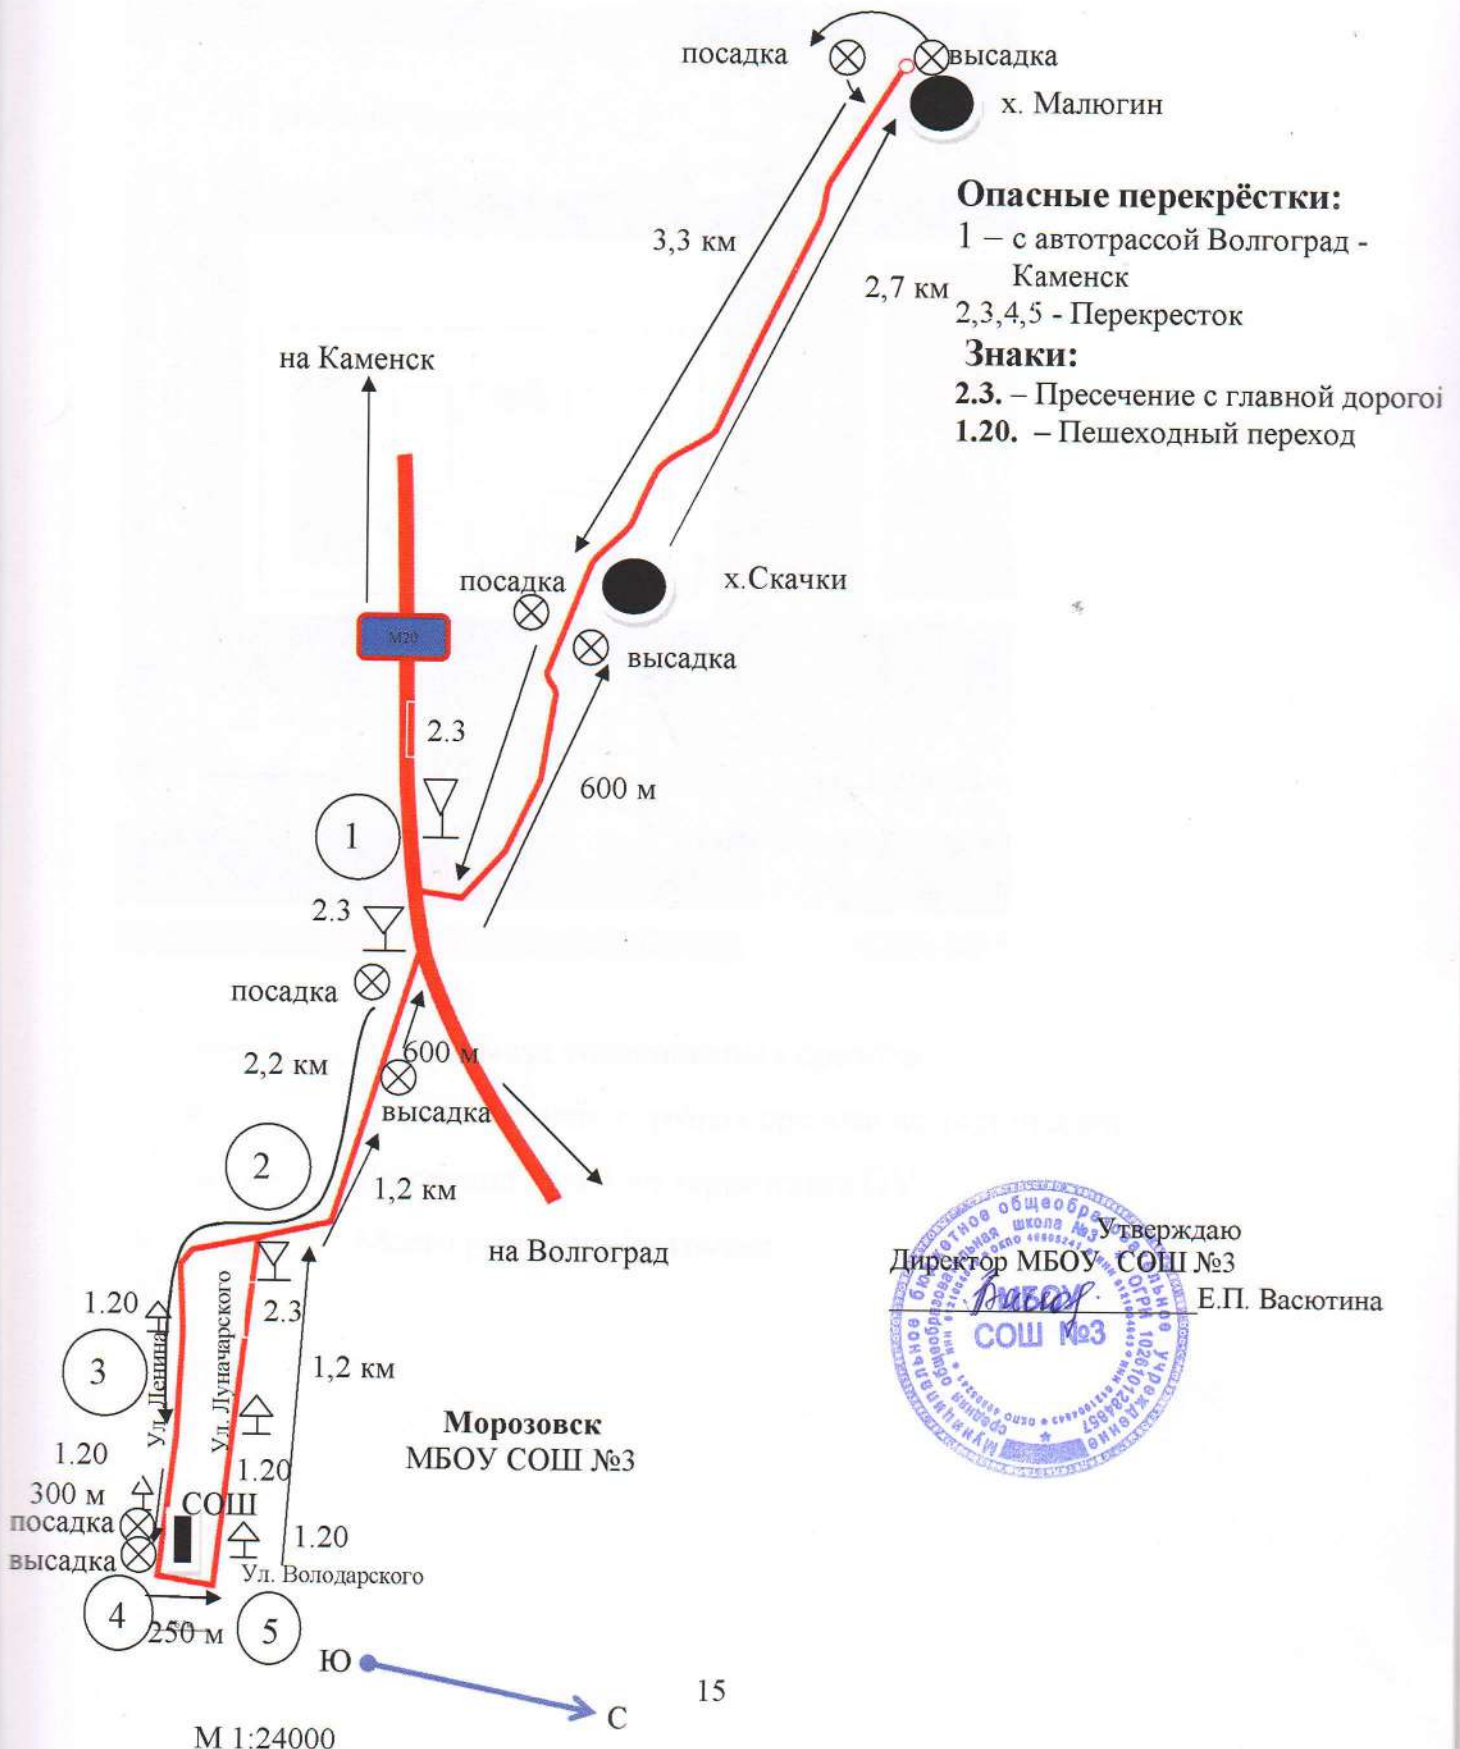 посадка
высадка
х. Малюгин
Опасные перекрёстки:
1 – с автотрассой Волгоград -
Каменск
2,3,4,5 - Перекресток
Знаки:
2.3. – Пресечение с главной дорогоі
1.20. – Пешеходный переход
3,3 км
2,7 км
на Каменск
посадка
х.Скачки
высадка
М20
2.3
600 м
1
2.3
посадка
2,2 км
600 м
высадка
2
1,2 км
на Волгоград
1.20
Ул. Ленина
Ул. Луначарского
2.3
3
1,2 км
Морозовск
МБОУ СОШ №3
1.20
1.20
300 м
СОШ
посадка
высадка
1.20
Ул. Володарского
4
250 м
5
Ю
С
М 1:24000
15
Утверждаю
Директор МБОУ СОШ №3
Е.П. Васютина
МБОУ
СОШ №3